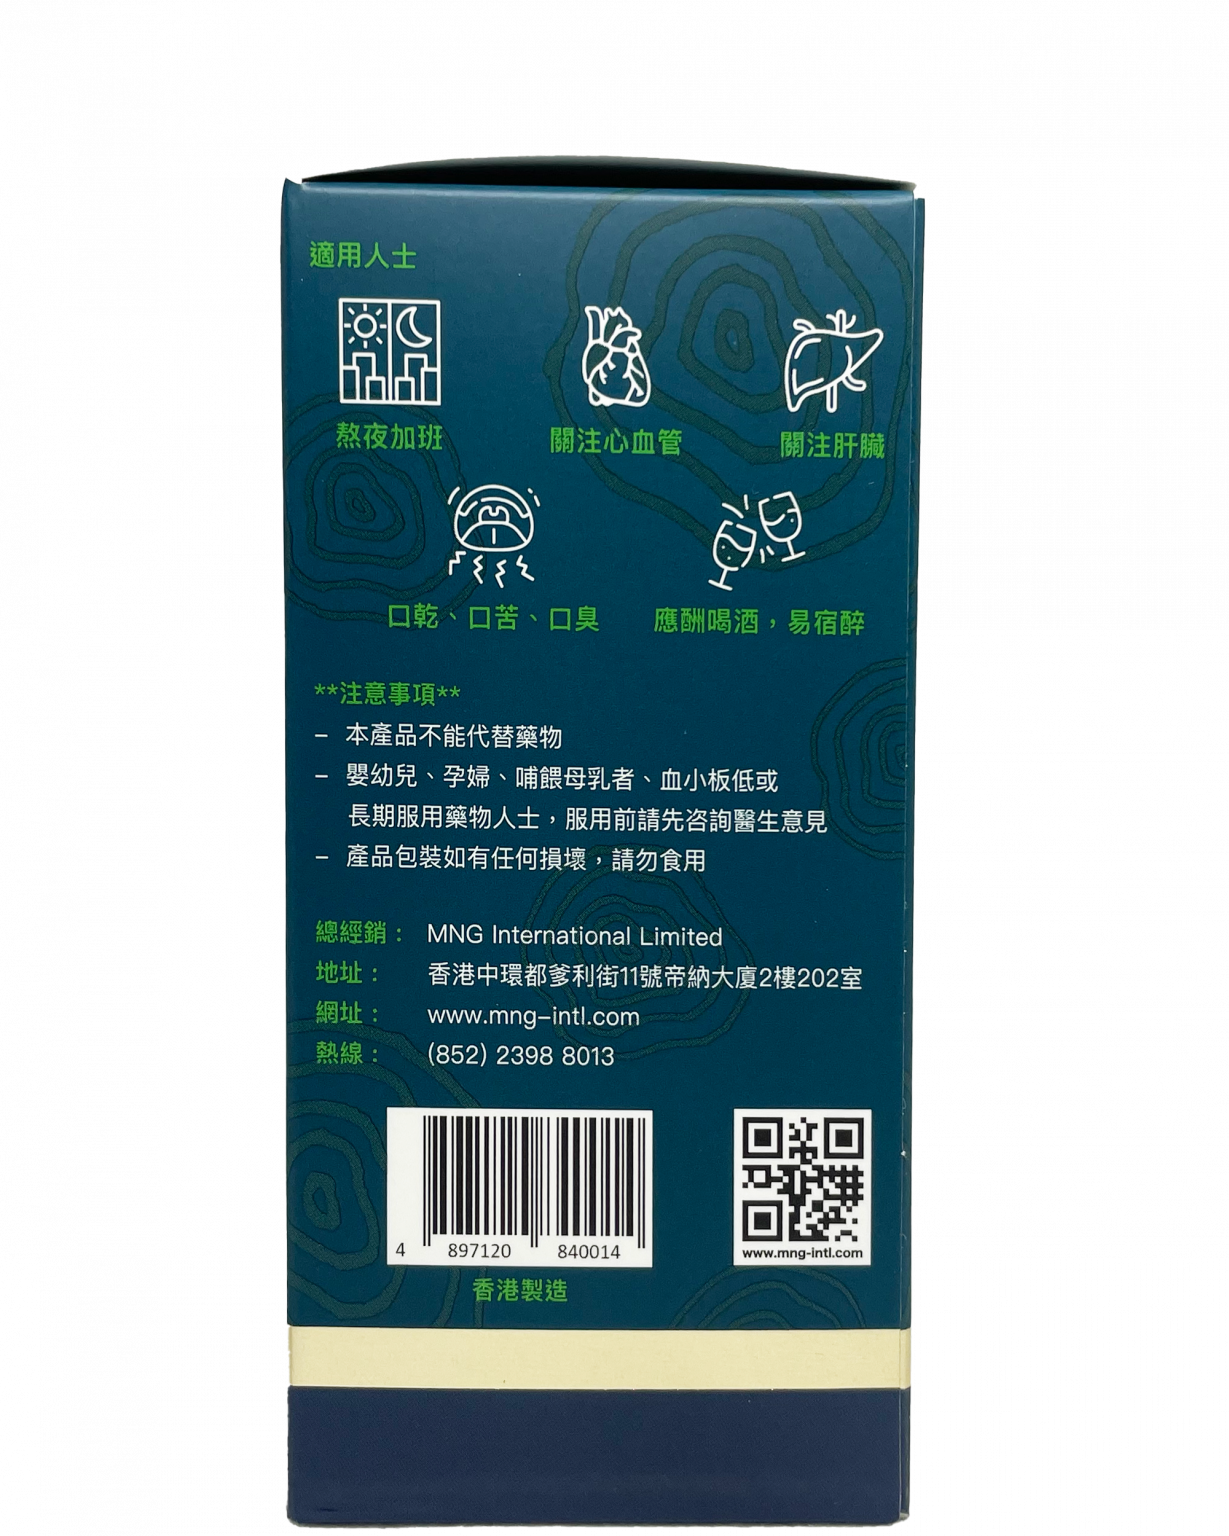 適用人士
熬夜加班
關注心血管
關注肝臟
口乾、口苦、口臭
應酬喝酒，易宿醉
**注意事項**
– 本產品不能代替藥物
– 嬰幼兒、孕婦、哺餵母乳者、血小板低或
長期服用藥物人士，服用前請先咨詢醫生意見
– 產品包裝如有任何損壞，請勿食用
總經銷： MNG International Limited
地址： 香港中環都爹利街11號帝納大廈2樓202室
網址： www.mng-intl.com
熱線： (852) 2398 8013
4 897120 840014
www.mng-intl.com
香港製造